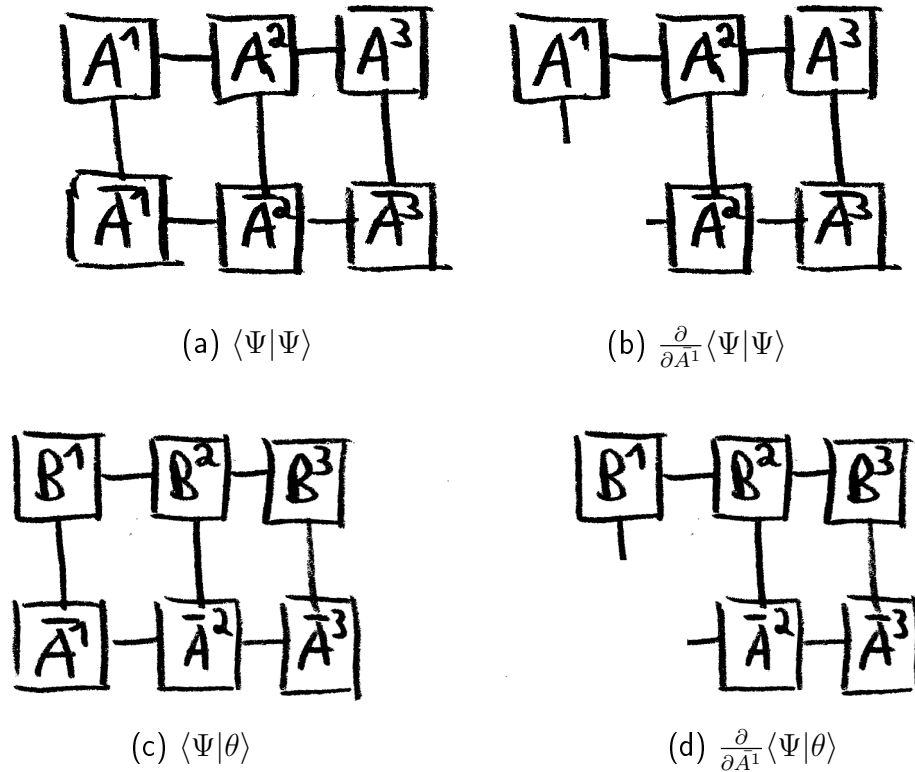 A¹ A² A³ A¹ A² A³
Ā¹ Ā² Ā³ Ā² Ā³
(a) ⟨Ψ|Ψ⟩ (b) ∂/∂Ā¹ ⟨Ψ|Ψ⟩
B¹ B² B³ B¹ B² B³
Ā¹ Ā² Ā³ Ā² Ā³
(c) ⟨Ψ|θ⟩ (d) ∂/∂Ā¹ ⟨Ψ|θ⟩